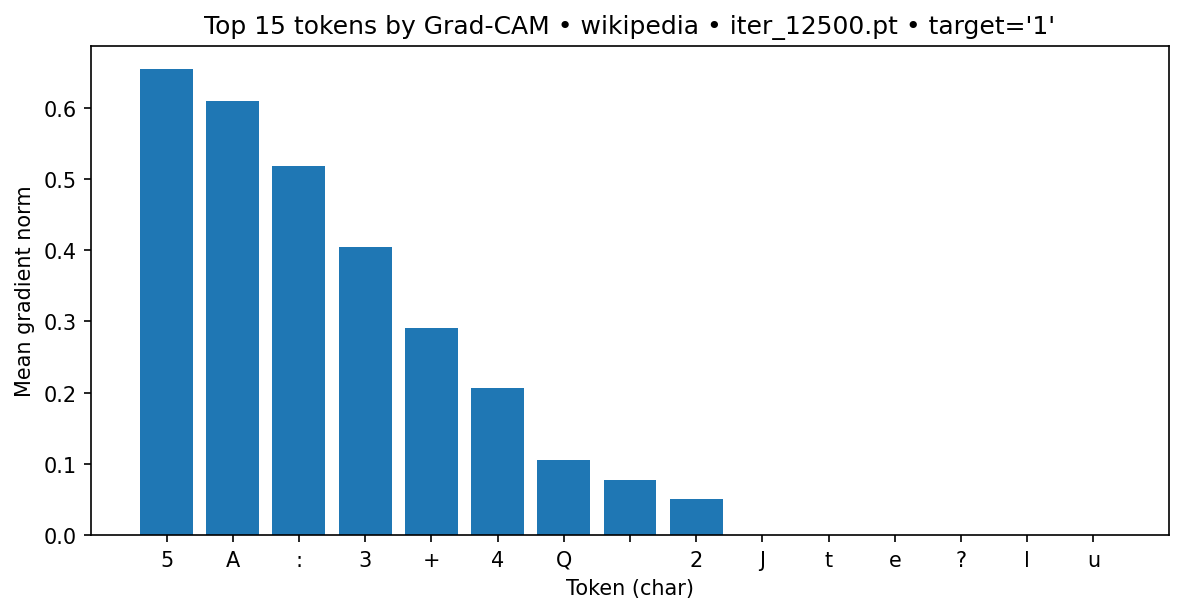 Top 15 tokens by Grad-CAM • wikipedia • iter_12500.pt • target='1'
Mean gradient norm
0.6
0.5
0.4
0.3
0.2
0.1
0.0
5 A : 3 + 4 Q 2 J t e ? l u
Token (char)